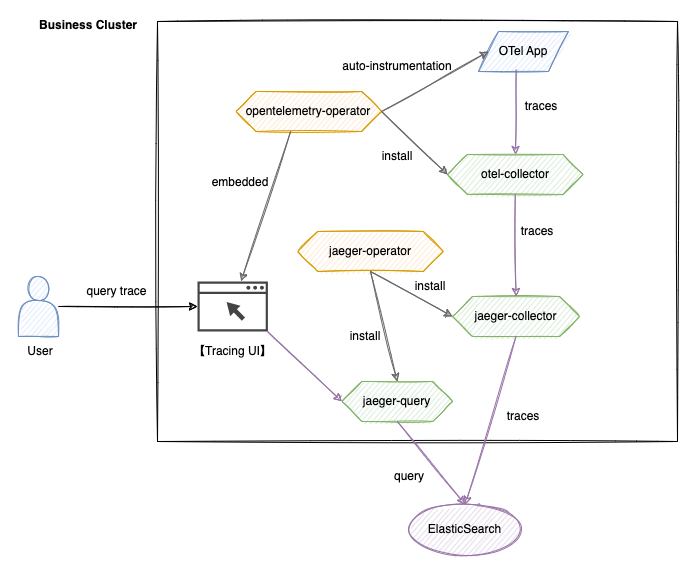 Business Cluster
OTel App
auto-instrumentation
opentelemetry-operator
traces
install
otel-collector
embedded
traces
jaeger-operator
install
query trace
jaeger-collector
install
User
【Tracing UI】
jaeger-query
traces
query
ElasticSearch